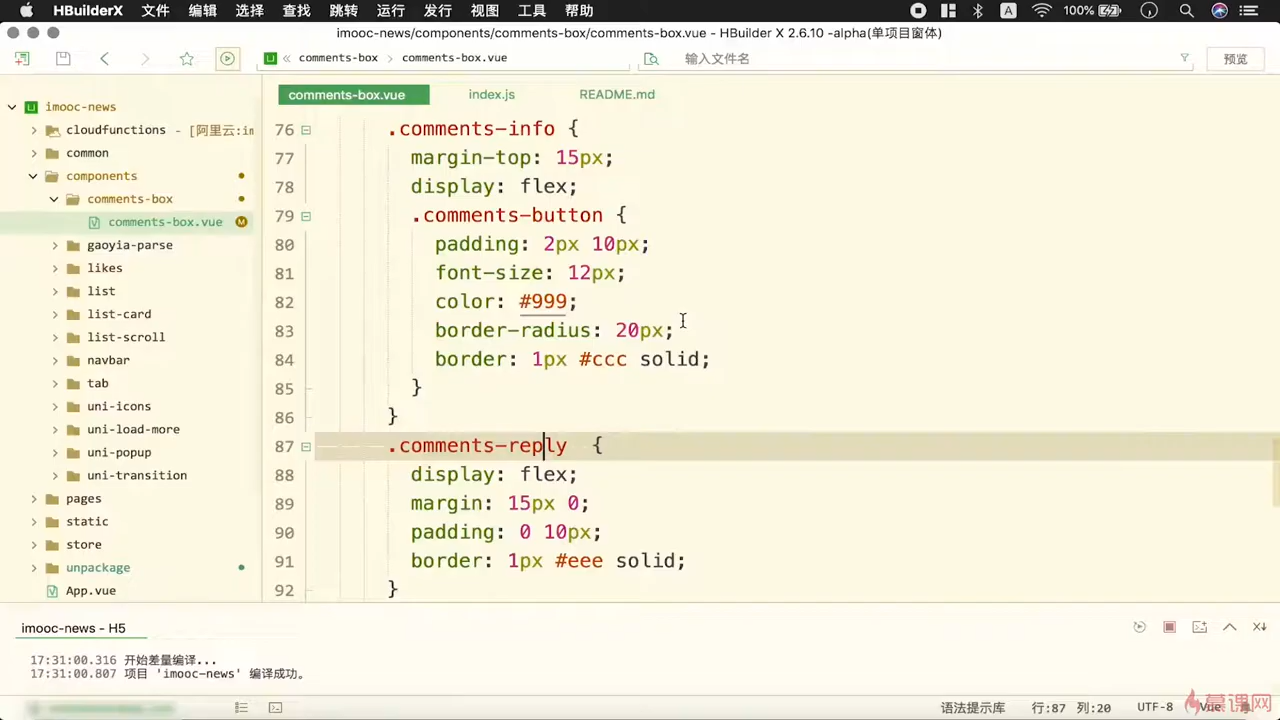 HBuilderX 文件 编辑 选择 查找 跳转 运行 发行 视图 工具 帮助 A 100%
imooc-news/components/comments-box/comments-box.vue - HBuilder X 2.6.10 -alpha(单项目窗体)
« comments-box › comments-box.vue 输入文件名 预览
comments-box.vue index.js README.md
imooc-news
cloudfunctions - [阿里云:im
common
components
comments-box
comments-box.vue M
gaoyia-parse
likes
list
list-card
list-scroll
navbar
tab
uni-icons
uni-load-more
uni-popup
uni-transition
pages
static
store
unpackage
App.vue
76 .comments-info {
77 margin-top: 15px;
78 display: flex;
79 .comments-button {
80 padding: 2px 10px;
81 font-size: 12px;
82 color: #999;
83 border-radius: 20px;
84 border: 1px #ccc solid;
85 }
86 }
87 .comments-reply  {
88 display: flex;
89 margin: 15px 0;
90 padding: 0 10px;
91 border: 1px #eee solid;
92 }
imooc-news - H5
17:31:00.316 开始差量编译...
17:31:00.807 项目 'imooc-news' 编译成功。
语法提示库 行:87 列:20 UTF-8 Vue
慕课网